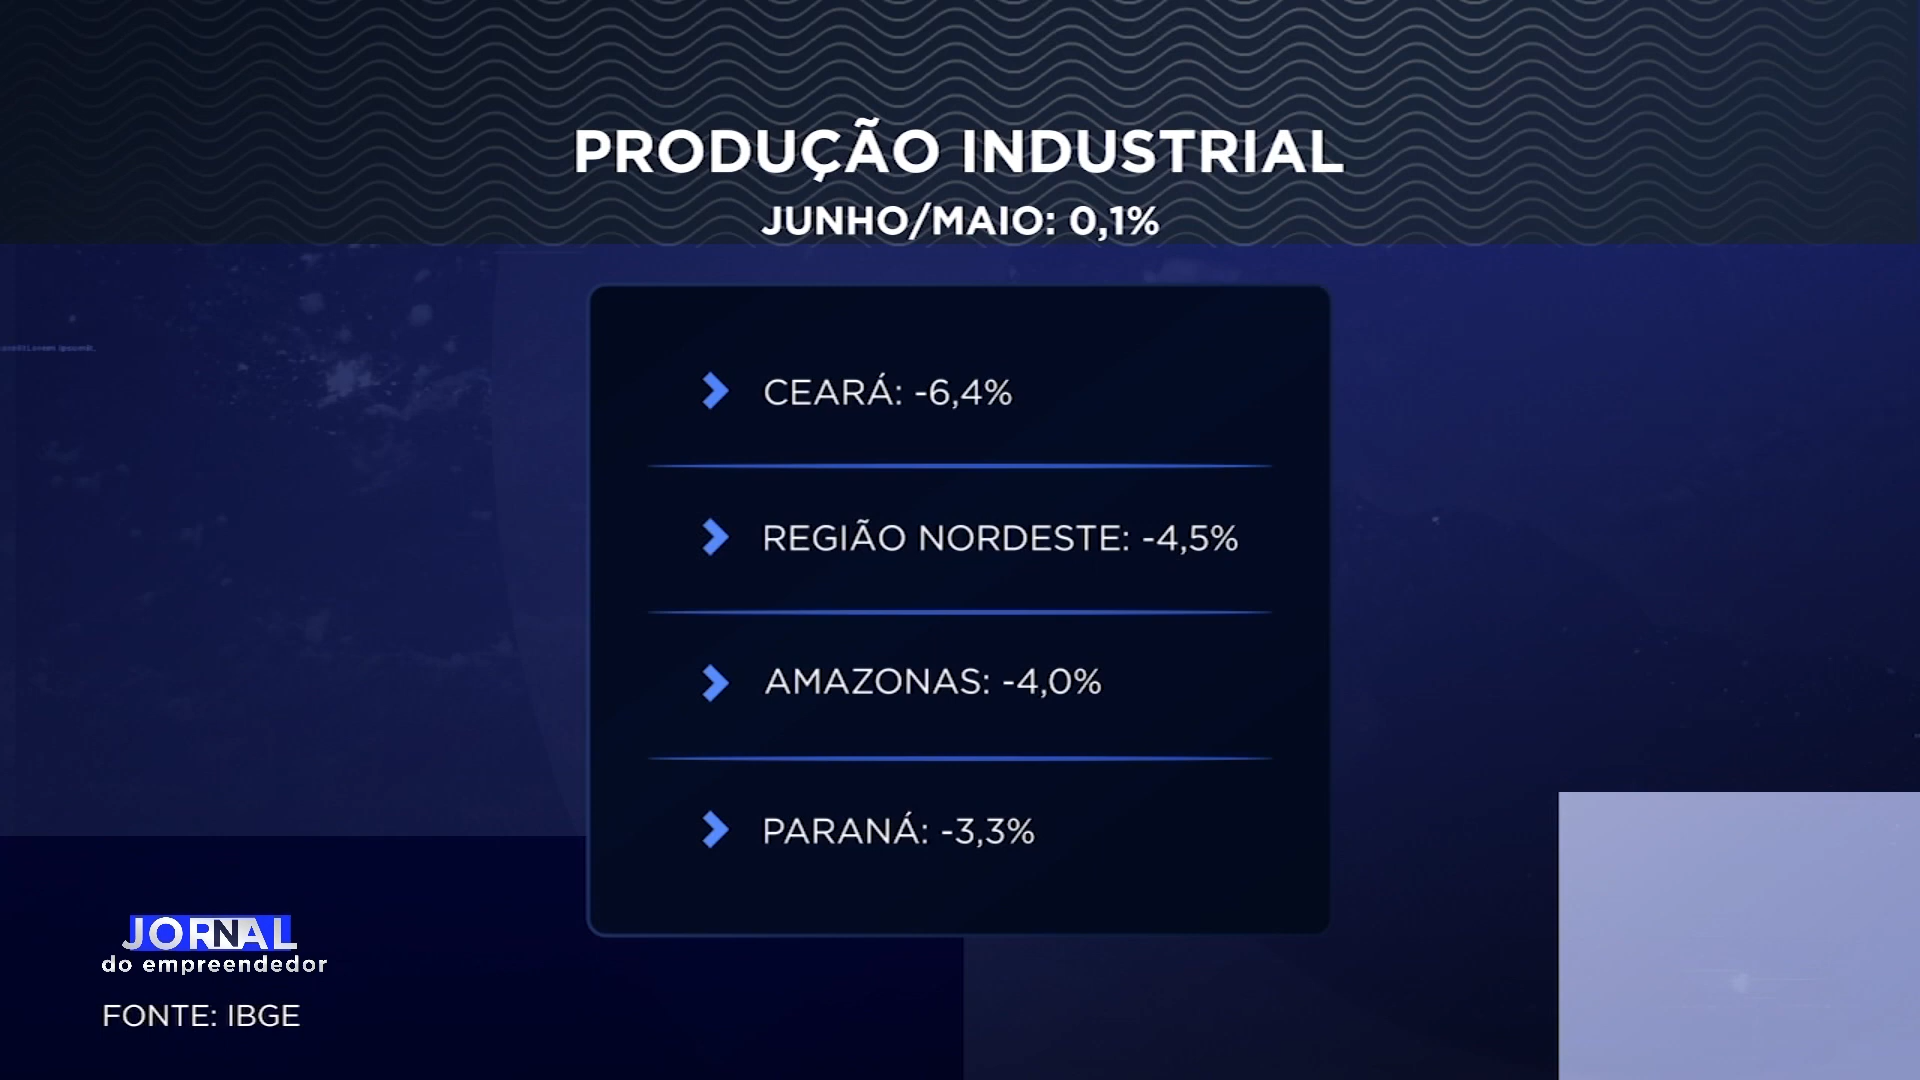 PRODUÇÃO INDUSTRIAL
JUNHO/MAIO: 0,1%
CEARÁ: -6,4%
REGIÃO NORDESTE: -4,5%
AMAZONAS: -4,0%
PARANÁ: -3,3%
JORNAL
do empreendedor
FONTE: IBGE